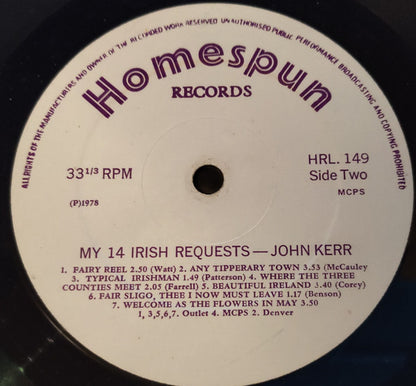 ALL RIGHTS OF THE MANUFACTURERS AND OWNER OF THE RECORDED WORK RESERVED UNAUTHORISED PUBLIC PERFORMANCE BROADCASTING AND COPYING PROHIBITED
Homespun
RECORDS
33 1/3 RPM
HRL. 149
Side Two
(P)1978
MCPS
MY 14 IRISH REQUESTS—JOHN KERR
1. FAIRY REEL 2.50 (Watt) 2. ANY TIPPERARY TOWN 3.53 (McCauley
3. TYPICAL IRISHMAN 1.49 (Patterson) 4. WHERE THE THREE
COUNTIES MEET 2.05 (Farrell) 5. BEAUTIFUL IRELAND 3.40 (Corey)
6. FAIR SLIGO, THEE I NOW MUST LEAVE 1.17 (Benson)
7. WELCOME AS THE FLOWERS IN MAY 3.50
1, 3,5,6,7. Outlet 4. MCPS 2. Denver